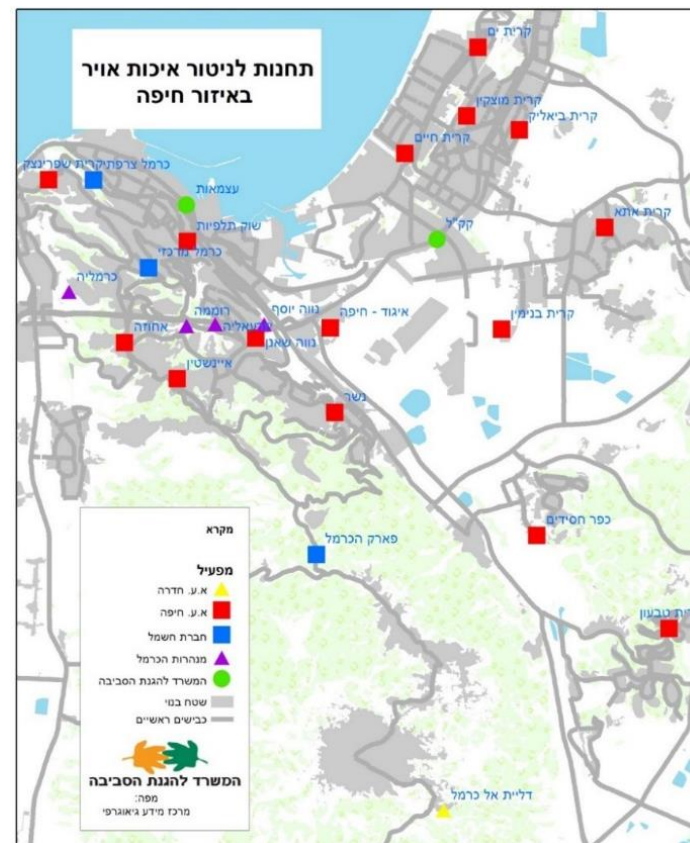 תחנות לניטור איכות אויר
באיזור חיפה
קרית ים
קרית מוצקין
קרית ביאליק
קרית חיים
כרמל צרפתי
קרית שפרינצק
עצמאות
קרית אתא
שוק תלפיות
קק"ל
כרמל מרכזי
כרמליה
רוממה
נווה יוסף
איגוד - חיפה
קרית בנימין
אחוזה
נווה שאנן
איינשטין
נשר
כפר חסידים
פארק הכרמל
טבעון
דליית אל כרמל
מקרא
מפעיל
א.ע. חדרה
א.ע. חיפה
חברת חשמל
מנהרות הכרמל
המשרד להגנת הסביבה
שטח בנוי
כבישים ראשיים
המשרד להגנת הסביבה
מפה:
מרכז מידע גיאוגרפי